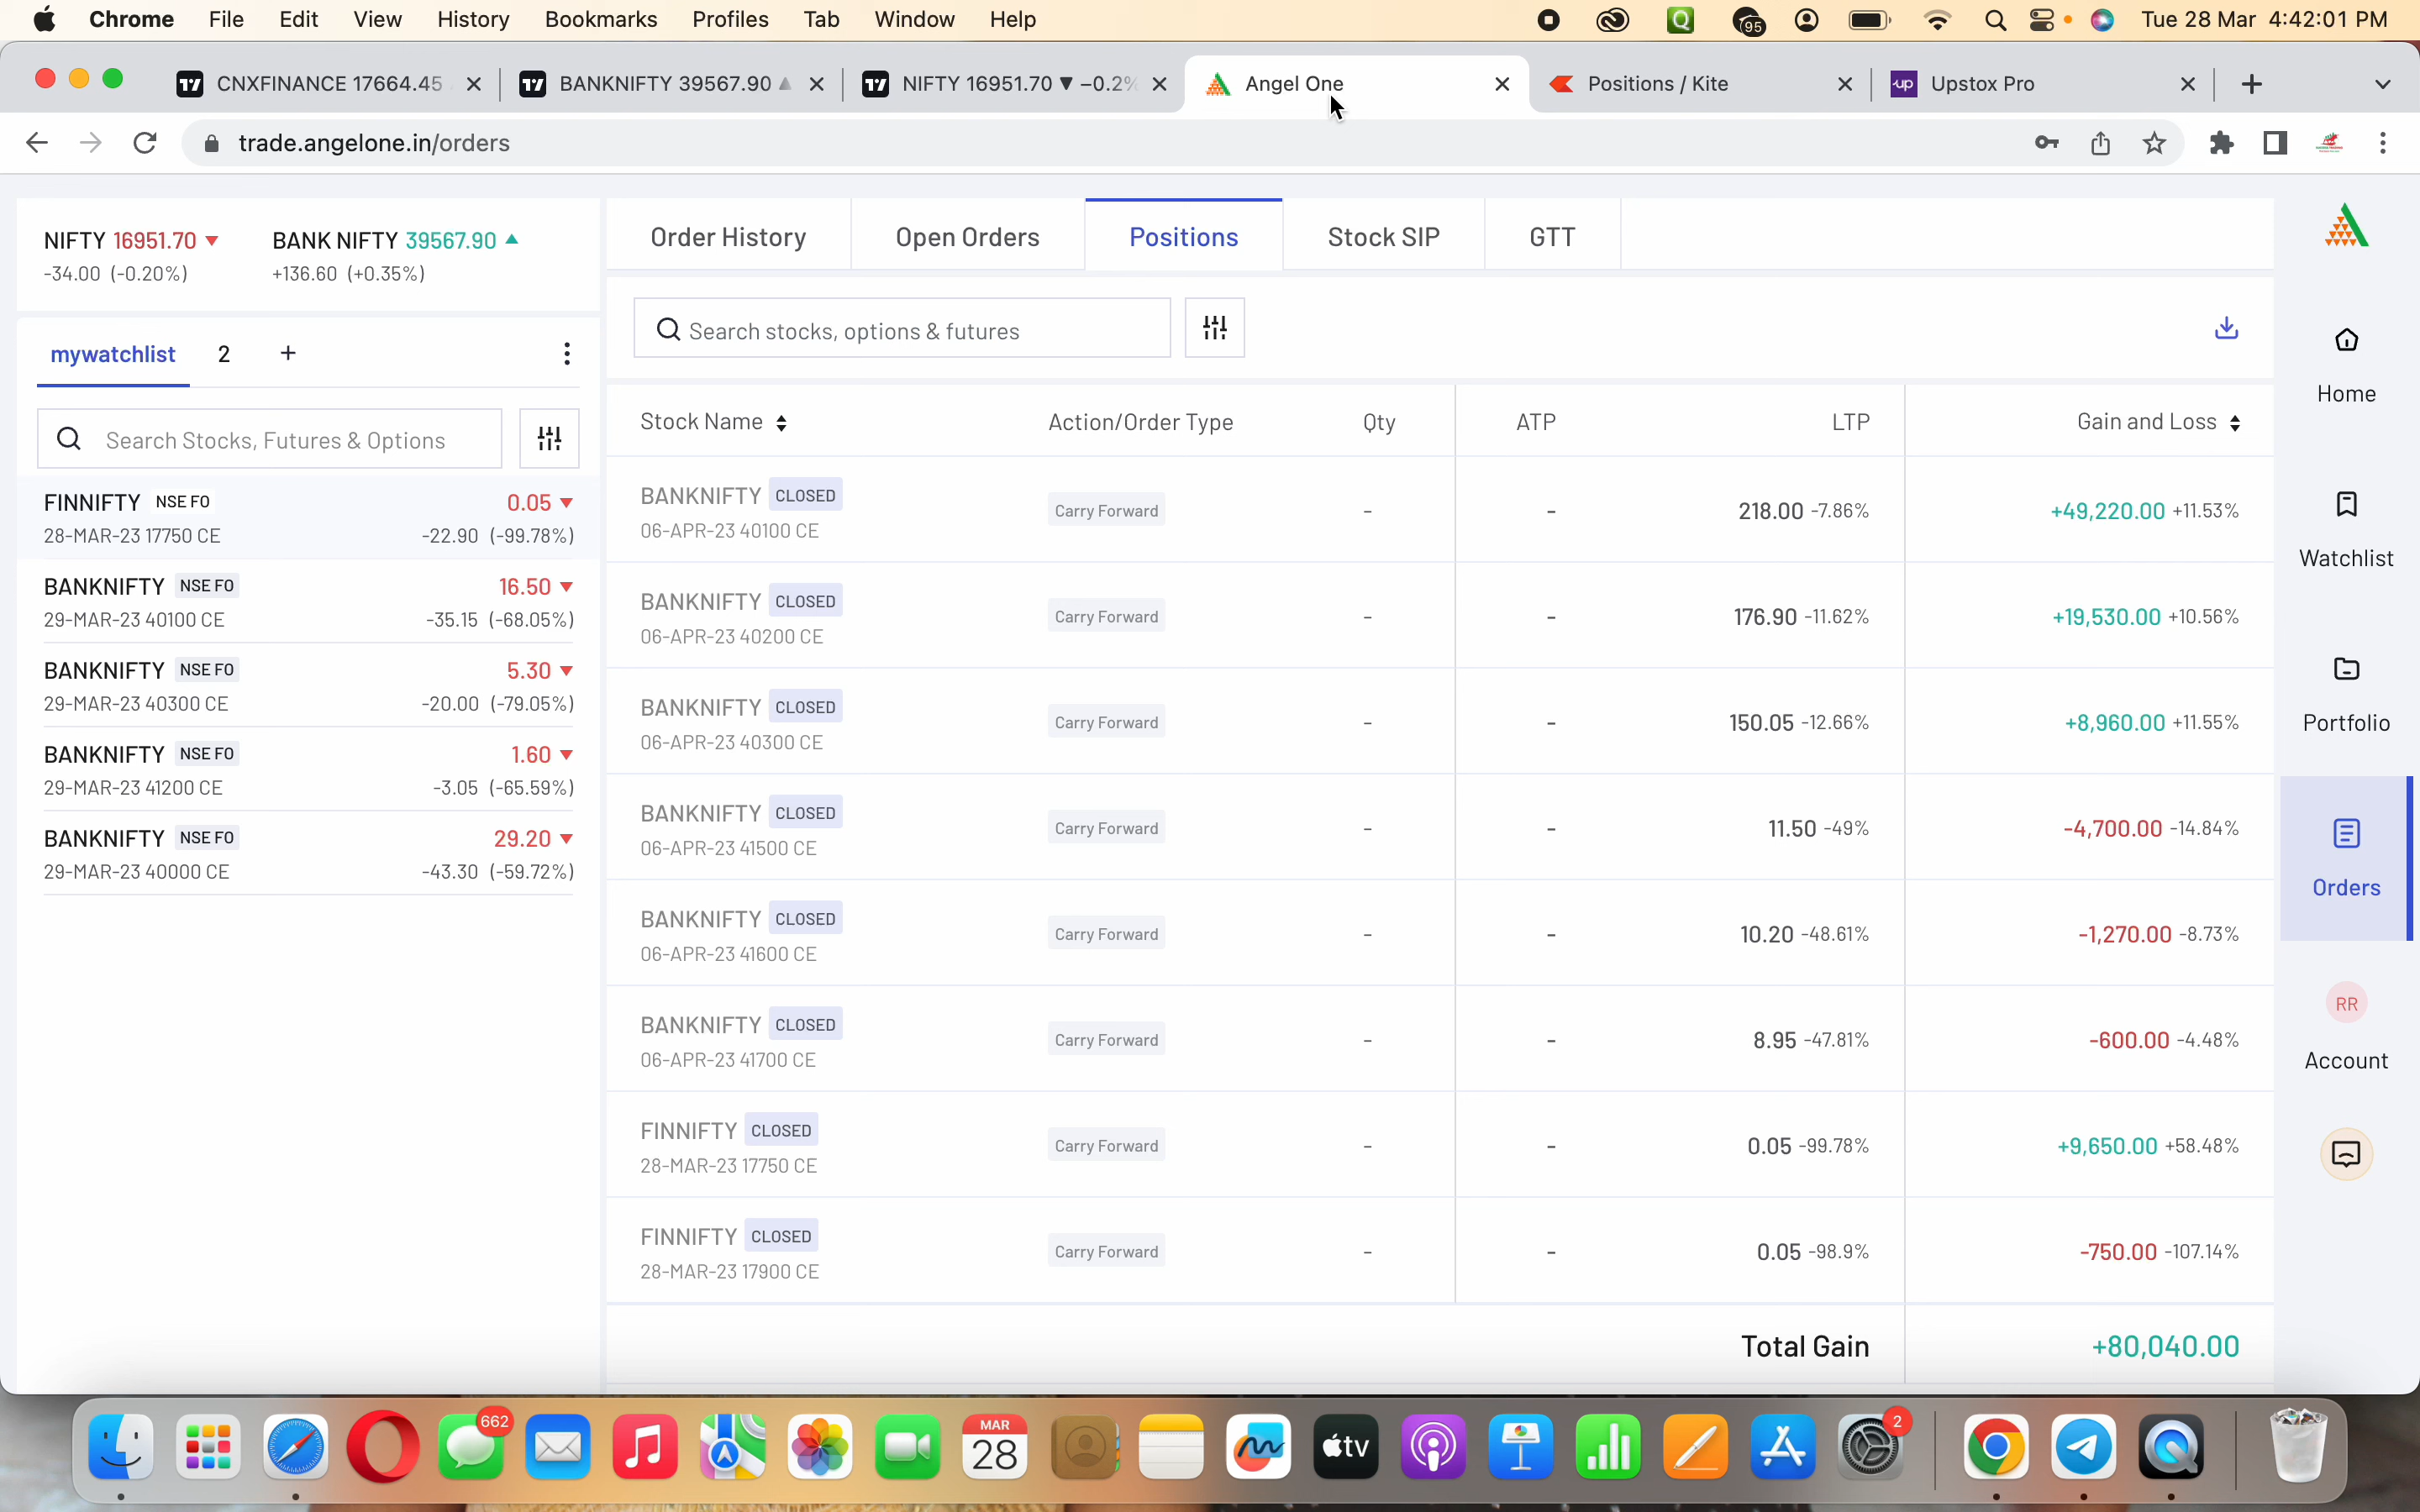 Chrome File Edit View History Bookmarks Profiles Tab Window Help 95 Tue 28 Mar 4:42:01 PM
CNXFINANCE 17664.45 BANKNIFTY 39567.90 ▲ NIFTY 16951.70 ▼ −0.2% Angel One Positions / Kite up Upstox Pro
trade.angelone.in/orders
NIFTY 16951.70 ▼ BANK NIFTY 39567.90 ▲
-34.00 (-0.20%) +136.60 (+0.35%)
mywatchlist 2 +
Search Stocks, Futures & Options
FINNIFTY NSE FO 0.05 ▼
28-MAR-23 17750 CE -22.90 (-99.78%)
BANKNIFTY NSE FO 16.50 ▼
29-MAR-23 40100 CE -35.15 (-68.05%)
BANKNIFTY NSE FO 5.30 ▼
29-MAR-23 40300 CE -20.00 (-79.05%)
BANKNIFTY NSE FO 1.60 ▼
29-MAR-23 41200 CE -3.05 (-65.59%)
BANKNIFTY NSE FO 29.20 ▼
29-MAR-23 40000 CE -43.30 (-59.72%)
Order History Open Orders Positions Stock SIP GTT
Search stocks, options & futures
Stock Name Action/Order Type Qty ATP LTP Gain and Loss
BANKNIFTY CLOSED Carry Forward - - 218.00 -7.86% +49,220.00 +11.53%
06-APR-23 40100 CE
BANKNIFTY CLOSED Carry Forward - - 176.90 -11.62% +19,530.00 +10.56%
06-APR-23 40200 CE
BANKNIFTY CLOSED Carry Forward - - 150.05 -12.66% +8,960.00 +11.55%
06-APR-23 40300 CE
BANKNIFTY CLOSED Carry Forward - - 11.50 -49% -4,700.00 -14.84%
06-APR-23 41500 CE
BANKNIFTY CLOSED Carry Forward - - 10.20 -48.61% -1,270.00 -8.73%
06-APR-23 41600 CE
BANKNIFTY CLOSED Carry Forward - - 8.95 -47.81% -600.00 -4.48%
06-APR-23 41700 CE
FINNIFTY CLOSED Carry Forward - - 0.05 -99.78% +9,650.00 +58.48%
28-MAR-23 17750 CE
FINNIFTY CLOSED Carry Forward - - 0.05 -98.9% -750.00 -107.14%
28-MAR-23 17900 CE
Total Gain +80,040.00
Home
Watchlist
Portfolio
Orders
RR
Account
662 MAR 28 tv 2